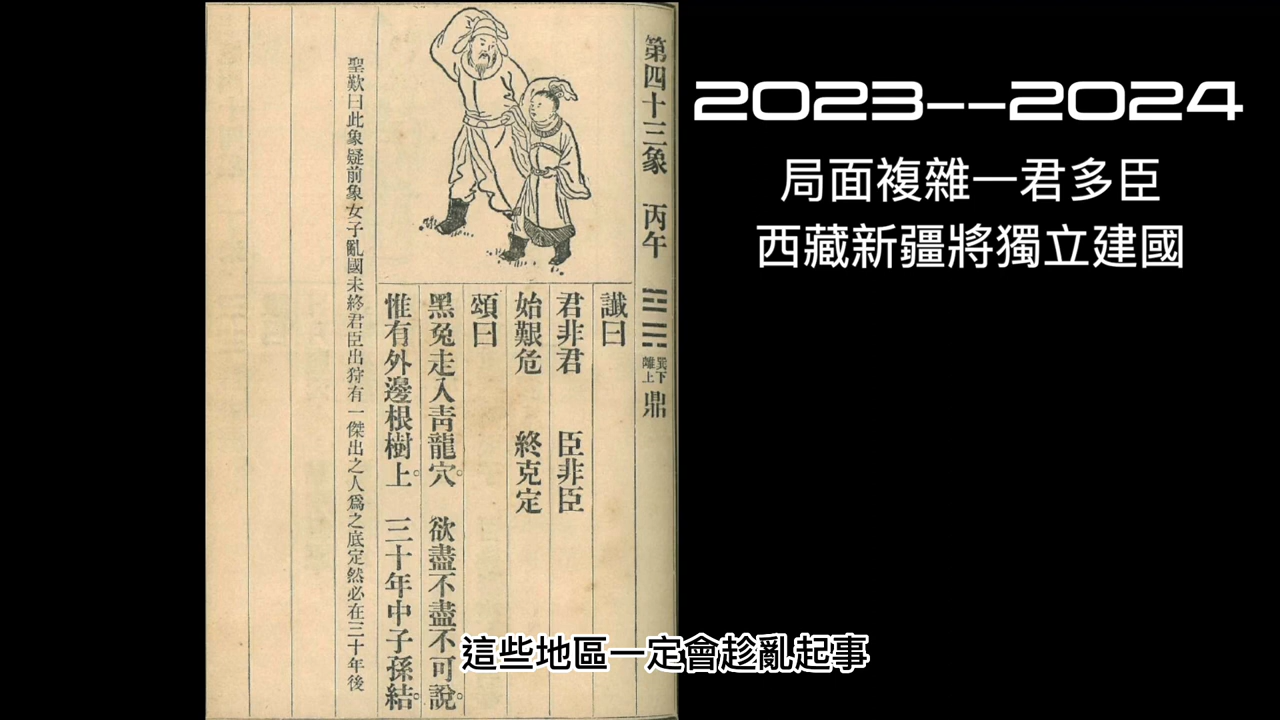 第四十三象　丙午
巽下
離上
鼎
讖曰
君非君　臣非臣
始艱危　終克定
頌曰
黑兔走入青龍穴。欲盡不盡不可說。
惟有外邊根樹上。三十年中子孫結。
聖歎曰此象疑前象女子亂國未終君臣出狩有一傑出之人爲之底定然必在三十年後
2023--2024
局面複雜一君多臣
西藏新疆將獨立建國
這些地區一定會趁亂起事